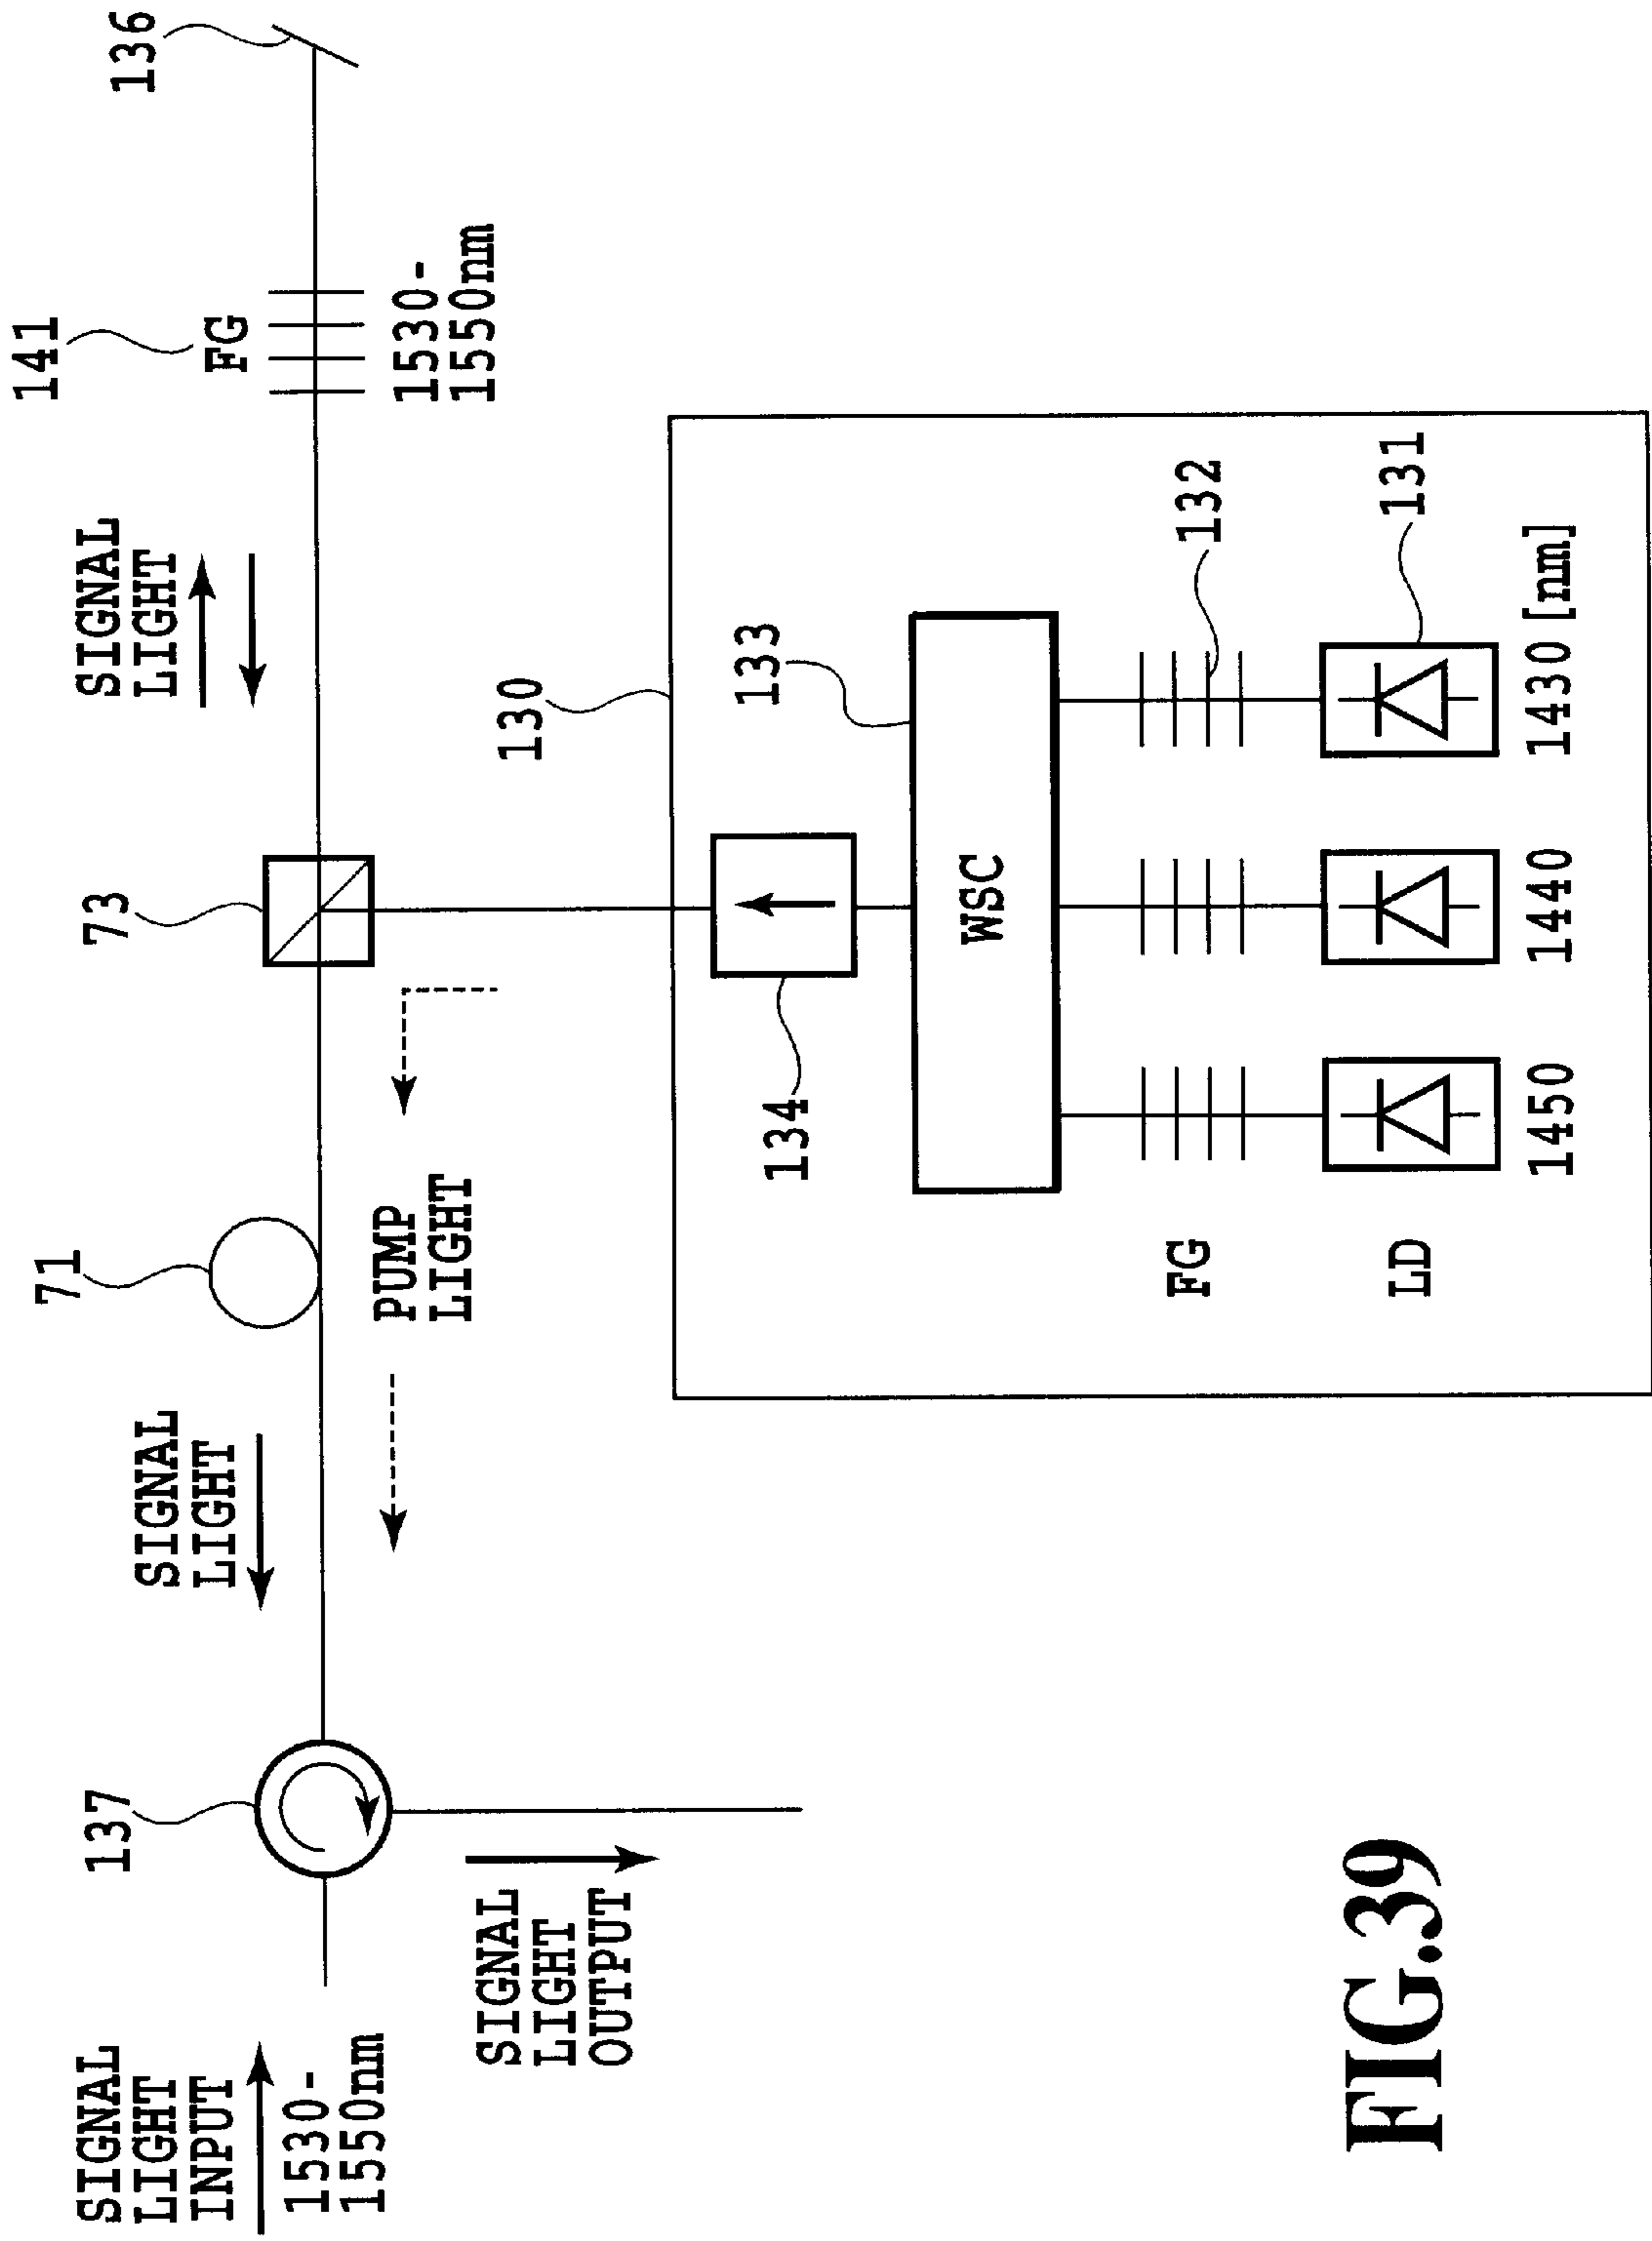 141
136
SIGNAL
LIGHT
FG
1530-
1550nm
73
71
SIGNAL
LIGHT
137
SIGNAL
LIGHT
INPUT
1530-
1550nm
PUMP
LIGHT
SIGNAL
LIGHT
OUTPUT
130
134
133
WSC
132
FG
131
LD
1450
1440
1430 [nm]
FIG.39